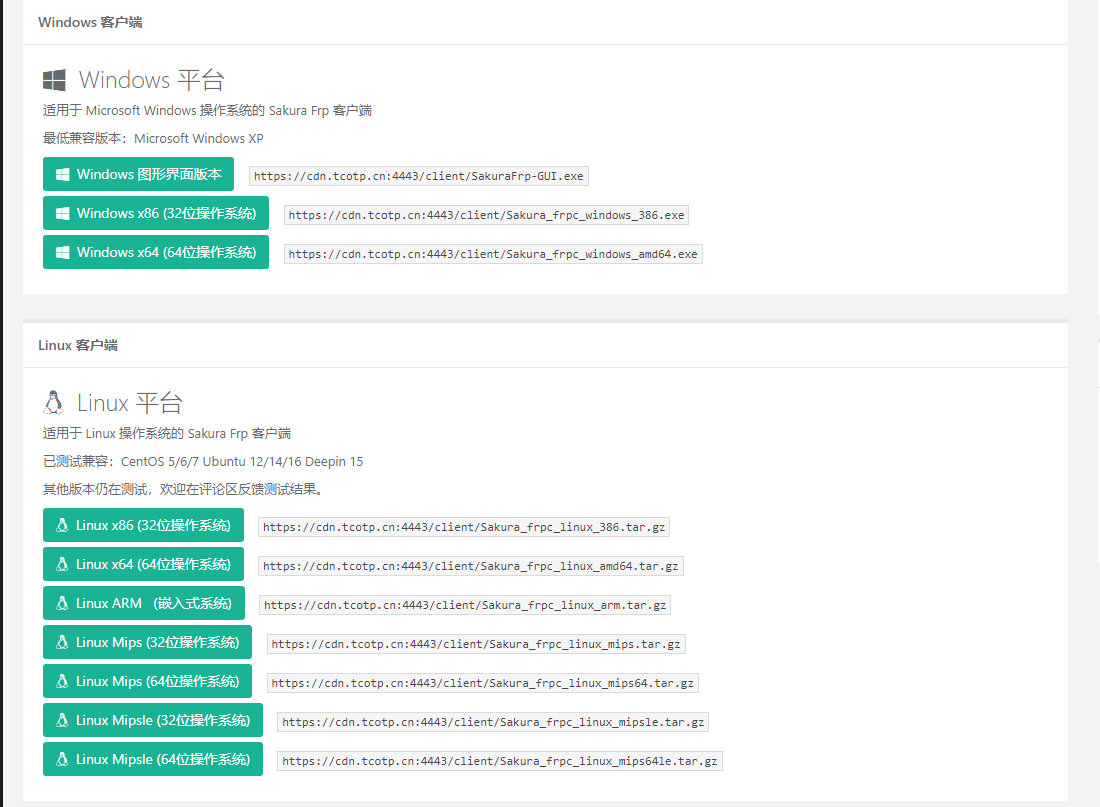 Windows 客户端
Windows 平台
适用于 Microsoft Windows 操作系统的 Sakura Frp 客户端
最低兼容版本：Microsoft Windows XP
Windows 图形界面版本 https://cdn.tcotp.cn:4443/client/SakuraFrp-GUI.exe
Windows x86 (32位操作系统) https://cdn.tcotp.cn:4443/client/Sakura_frpc_windows_386.exe
Windows x64 (64位操作系统) https://cdn.tcotp.cn:4443/client/Sakura_frpc_windows_amd64.exe
Linux 客户端
Linux 平台
适用于 Linux 操作系统的 Sakura Frp 客户端
已测试兼容：CentOS 5/6/7 Ubuntu 12/14/16 Deepin 15
其他版本仍在测试，欢迎在评论区反馈测试结果。
Linux x86 (32位操作系统) https://cdn.tcotp.cn:4443/client/Sakura_frpc_linux_386.tar.gz
Linux x64 (64位操作系统) https://cdn.tcotp.cn:4443/client/Sakura_frpc_linux_amd64.tar.gz
Linux ARM （嵌入式系统) https://cdn.tcotp.cn:4443/client/Sakura_frpc_linux_arm.tar.gz
Linux Mips (32位操作系统) https://cdn.tcotp.cn:4443/client/Sakura_frpc_linux_mips.tar.gz
Linux Mips (64位操作系统) https://cdn.tcotp.cn:4443/client/Sakura_frpc_linux_mips64.tar.gz
Linux Mipsle (32位操作系统) https://cdn.tcotp.cn:4443/client/Sakura_frpc_linux_mipsle.tar.gz
Linux Mipsle (64位操作系统) https://cdn.tcotp.cn:4443/client/Sakura_frpc_linux_mips64le.tar.gz